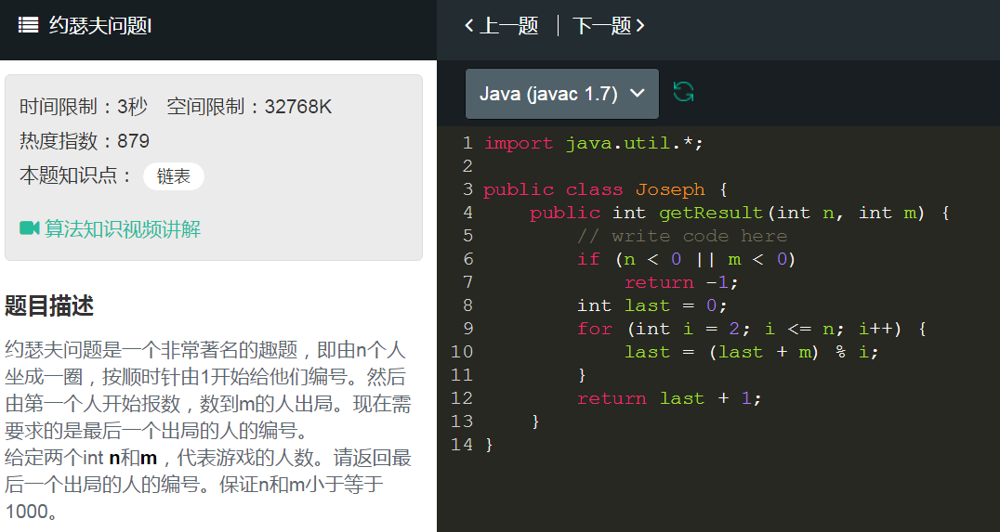 约瑟夫问题I
时间限制：3秒 空间限制：32768K
热度指数：879
本题知识点： 链表
算法知识视频讲解
题目描述
约瑟夫问题是一个非常著名的趣题，即由n个人
坐成一圈，按顺时针由1开始给他们编号。然后
由第一个人开始报数，数到m的人出局。现在需
要求的是最后一个出局的人的编号。
给定两个int n和m，代表游戏的人数。请返回最
后一个出局的人的编号。保证n和m小于等于
1000。
上一题 | 下一题
Java (javac 1.7)
1 import java.util.*;
2
3 public class Joseph {
4     public int getResult(int n, int m) {
5         // write code here
6         if (n < 0 || m < 0)
7             return -1;
8         int last = 0;
9         for (int i = 2; i <= n; i++) {
10             last = (last + m) % i;
11         }
12         return last + 1;
13     }
14 }